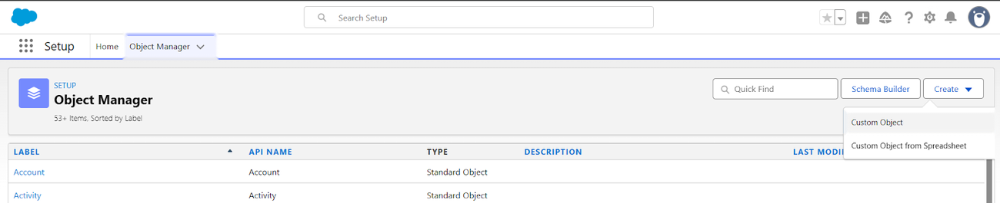 Search Setup
Setup Home Object Manager
SETUP
Object Manager
53+ Items, Sorted by Label
Quick Find Schema Builder Create
Custom Object
Custom Object from Spreadsheet
LABEL API NAME TYPE DESCRIPTION LAST MODI
Account Account Standard Object
Activity Activity Standard Object